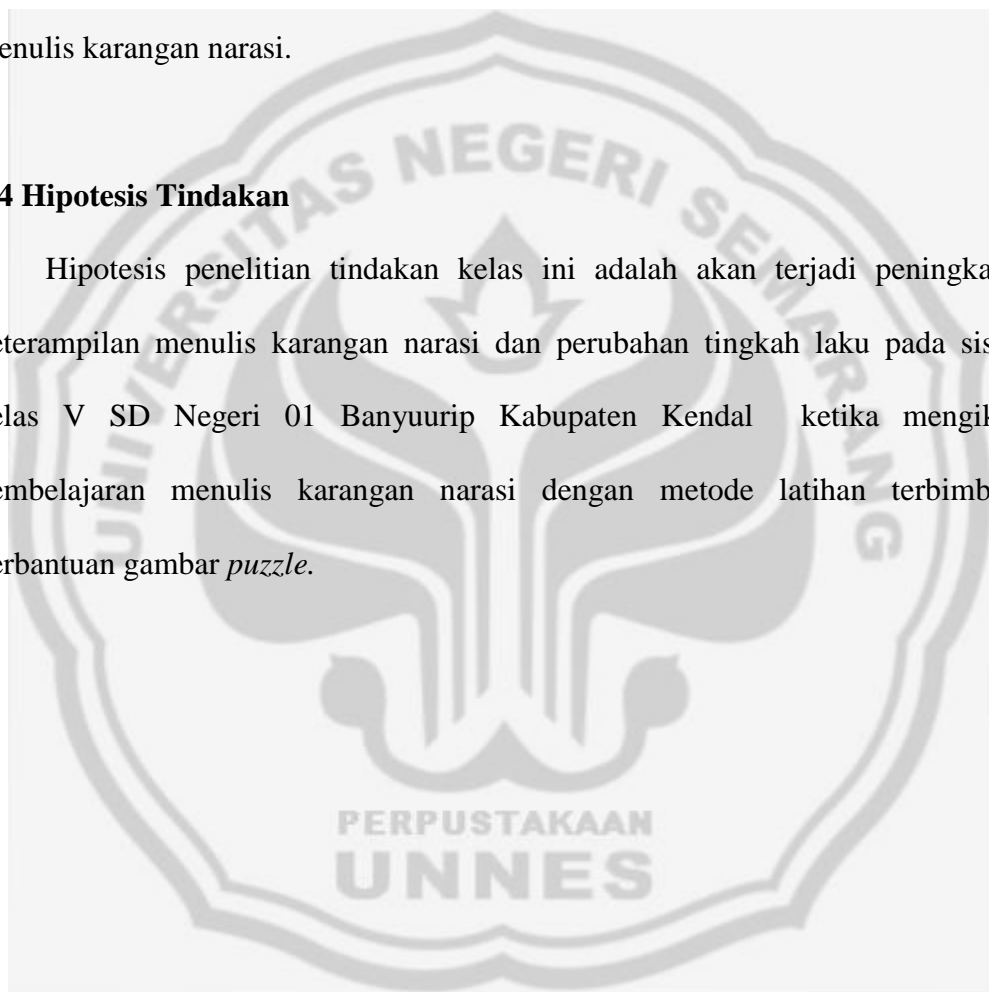 enulis karangan narasi.
4 Hipotesis Tindakan
Hipotesis penelitian tindakan kelas ini adalah akan terjadi peningka
eterampilan menulis karangan narasi dan perubahan tingkah laku pada sis
elas V SD Negeri 01 Banyuurip Kabupaten Kendal ketika mengik
embelajaran menulis karangan narasi dengan metode latihan terbimb
erbantuan gambar puzzle.
UNIVERSITAS NEGERI SEMARANG
PERPUSTAKAAN
UNNES